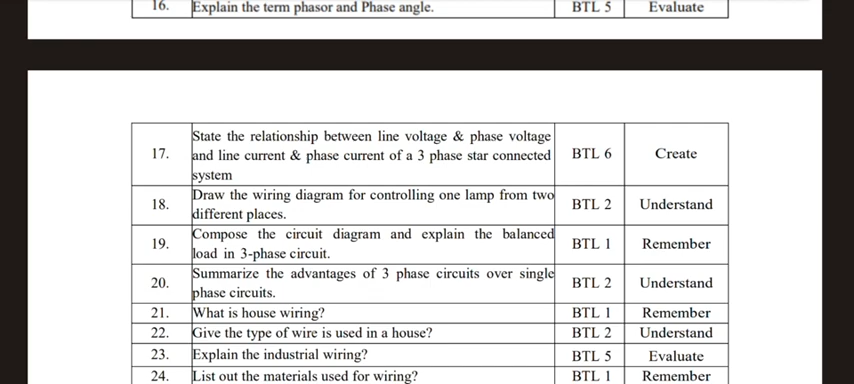 16. Explain the term phasor and Phase angle. BTL 5 Evaluate
17. State the relationship between line voltage & phase voltage
and line current & phase current of a 3 phase star connected BTL 6 Create
system
18. Draw the wiring diagram for controlling one lamp from two
different places. BTL 2 Understand
19. Compose the circuit diagram and explain the balanced
load in 3-phase circuit. BTL 1 Remember
20. Summarize the advantages of 3 phase circuits over single
phase circuits. BTL 2 Understand
21. What is house wiring? BTL 1 Remember
22. Give the type of wire is used in a house? BTL 2 Understand
23. Explain the industrial wiring? BTL 5 Evaluate
24. List out the materials used for wiring? BTL 1 Remember